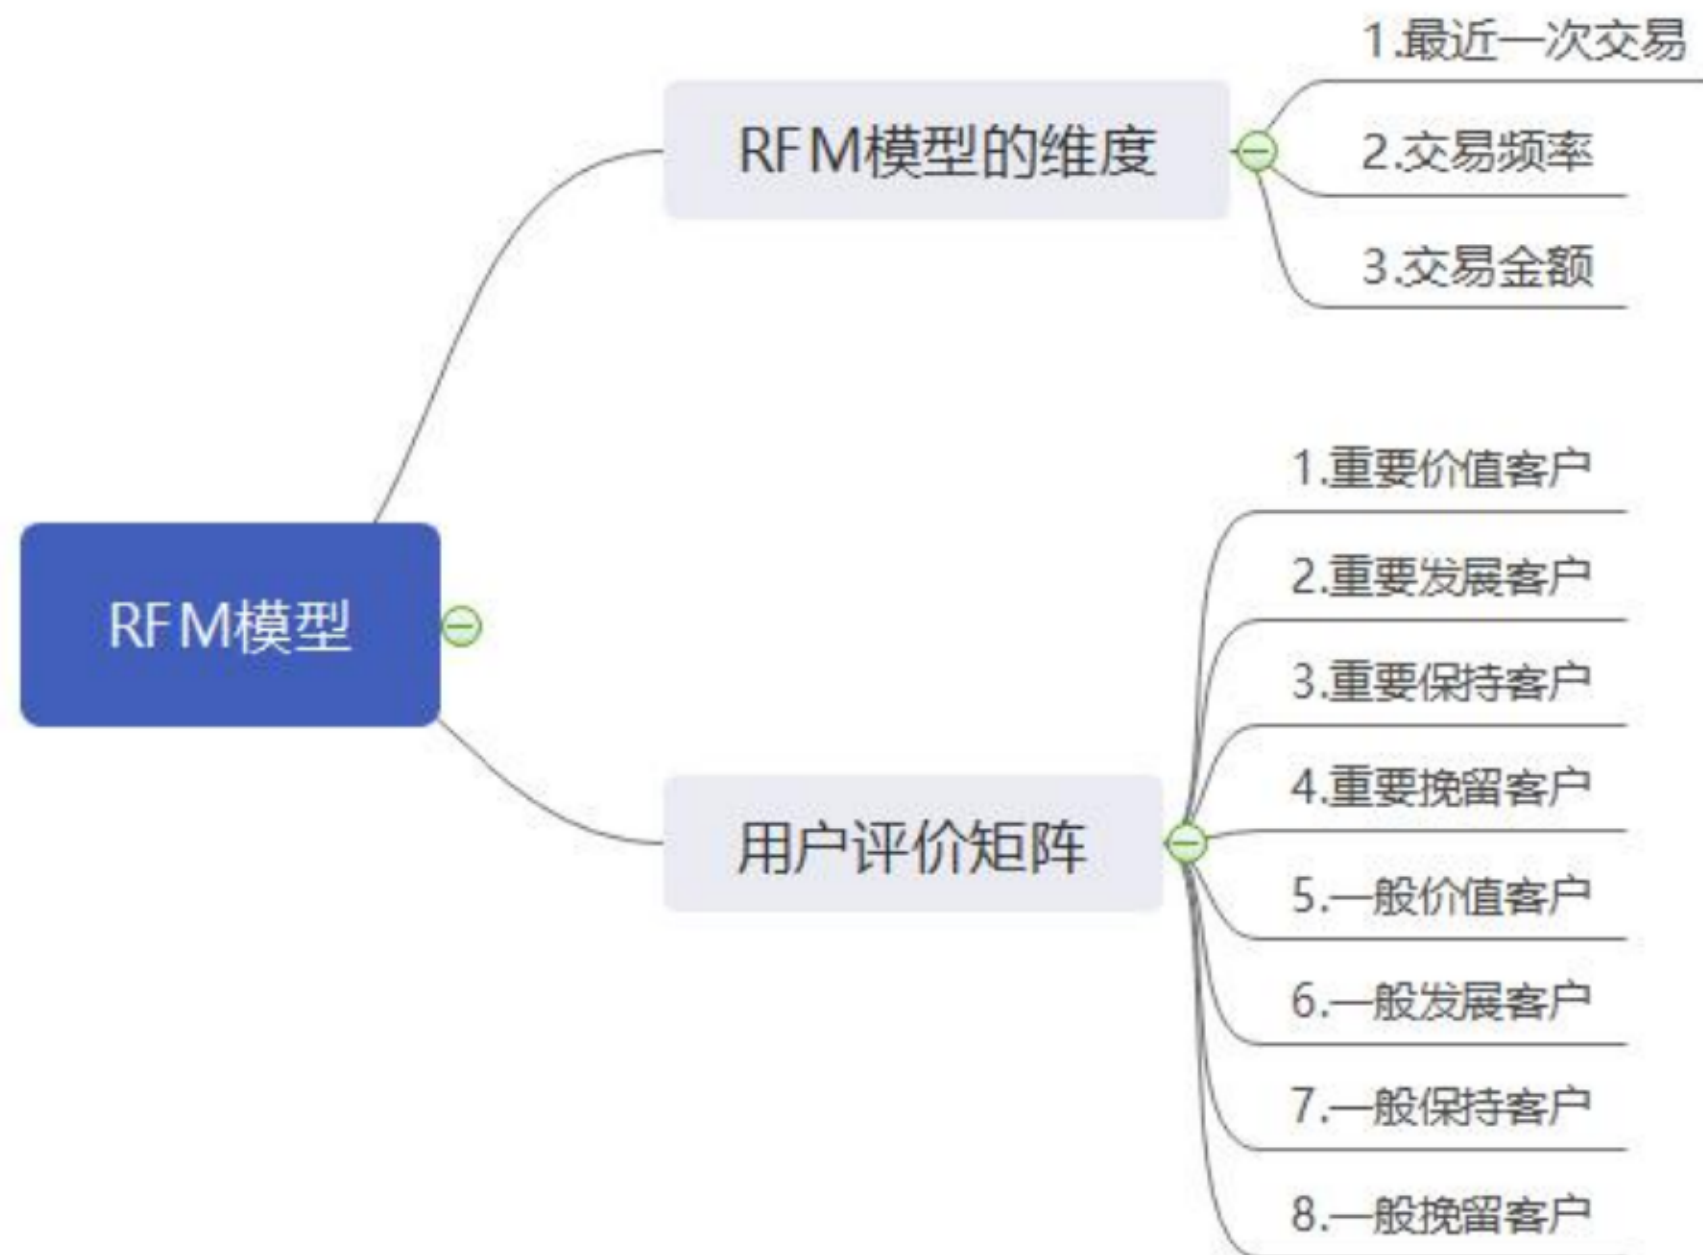 1.最近一次交易
RFM模型的维度
2.交易频率
3.交易金额
RFM模型
用户评价矩阵
1.重要价值客户
2.重要发展客户
3.重要保持客户
4.重要挽留客户
5.一般价值客户
6.一般发展客户
7.一般保持客户
8.一般挽留客户